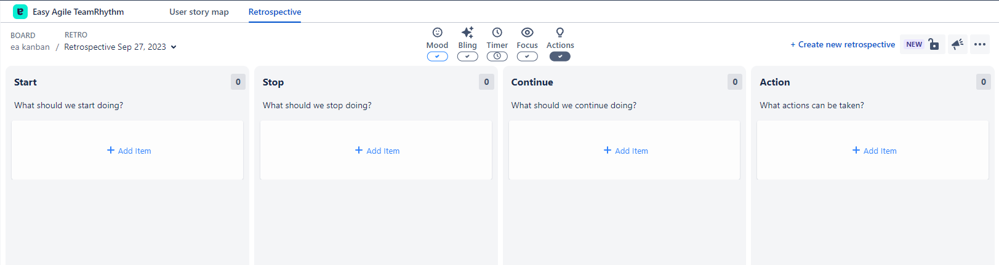 Easy Agile TeamRhythm
User story map
Retrospective
BOARD
RETRO
ea kanban / Retrospective Sep 27, 2023
Mood
Bling
Timer
Focus
Actions
+ Create new retrospective
NEW
Start 0
What should we start doing?
+ Add Item
Stop 0
What should we stop doing?
+ Add Item
Continue 0
What should we continue doing?
+ Add Item
Action 0
What actions can be taken?
+ Add Item